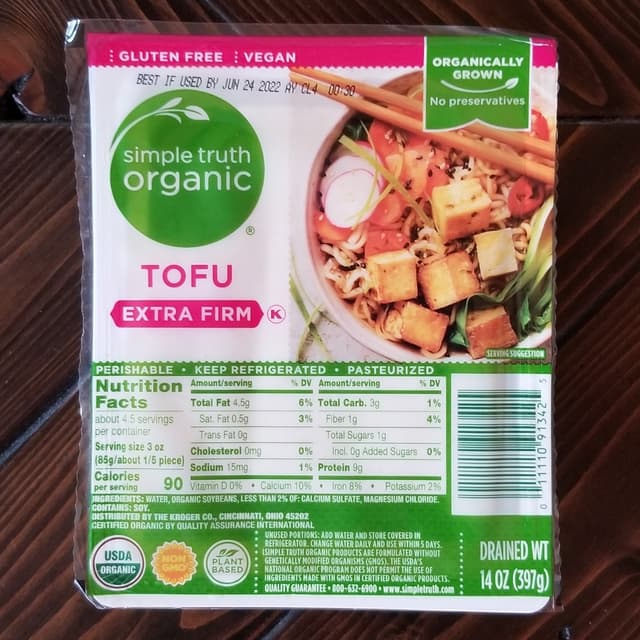 GLUTEN FREE VEGAN
BEST IF USED BY JUN 24 2022 AY CL4 00:30
ORGANICALLY
GROWN
No preservatives
simple truth
organic
®
TOFU
EXTRA FIRM K
SERVING SUGGESTION
PERISHABLE • KEEP REFRIGERATED • PASTEURIZED
Nutrition
Facts
about 4.5 servings
per container
Serving size 3 oz
(85g/about 1/5 piece)
Calories
per serving 90
Amount/serving % DV
Total Fat 4.5g 6%
Sat. Fat 0.5g 3%
Trans Fat 0g
Cholesterol 0mg 0%
Sodium 15mg 1%
Amount/serving % DV
Total Carb. 3g 1%
Fiber 1g 4%
Total Sugars 1g
Incl. 0g Added Sugars 0%
Protein 9g
Vitamin D 0% • Calcium 10% • Iron 8% • Potassium 2%
0 11110 91342 5
INGREDIENTS: WATER, ORGANIC SOYBEANS, LESS THAN 2% OF: CALCIUM SULFATE, MAGNESIUM CHLORIDE.
CONTAINS: SOY.
DISTRIBUTED BY THE KROGER CO., CINCINNATI, OHIO 45202
CERTIFIED ORGANIC BY QUALITY ASSURANCE INTERNATIONAL
USDA
ORGANIC
NON
GMO
PLANT
BASED
UNUSED PORTIONS: ADD WATER AND STORE COVERED IN
REFRIGERATOR. CHANGE WATER DAILY AND USE WITHIN 5 DAYS.
SIMPLE TRUTH ORGANIC PRODUCTS ARE FORMULATED WITHOUT
GENETICALLY MODIFIED ORGANISMS (GMOS). THE USDA'S
NATIONAL ORGANIC PROGRAM DOES NOT PERMIT THE USE OF
INGREDIENTS MADE WITH GMOS IN CERTIFIED ORGANIC PRODUCTS.
QUALITY GUARANTEE • 800-632-6900 • www.simpletruth.com
DRAINED WT
14 OZ (397g)